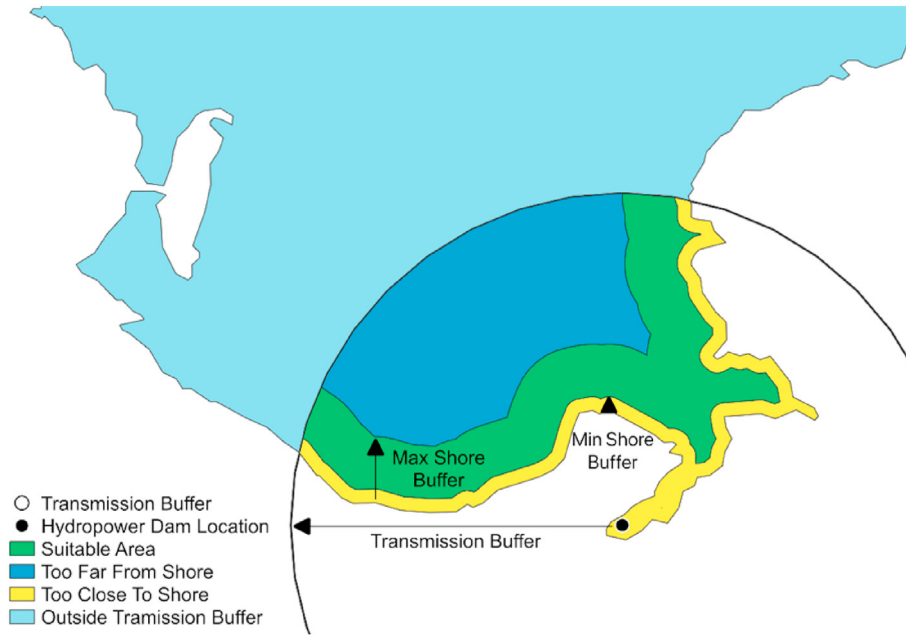 Max Shore
Buffer
Min Shore
Buffer
Transmission Buffer
Transmission Buffer
Hydropower Dam Location
Suitable Area
Too Far From Shore
Too Close To Shore
Outside Tramission Buffer